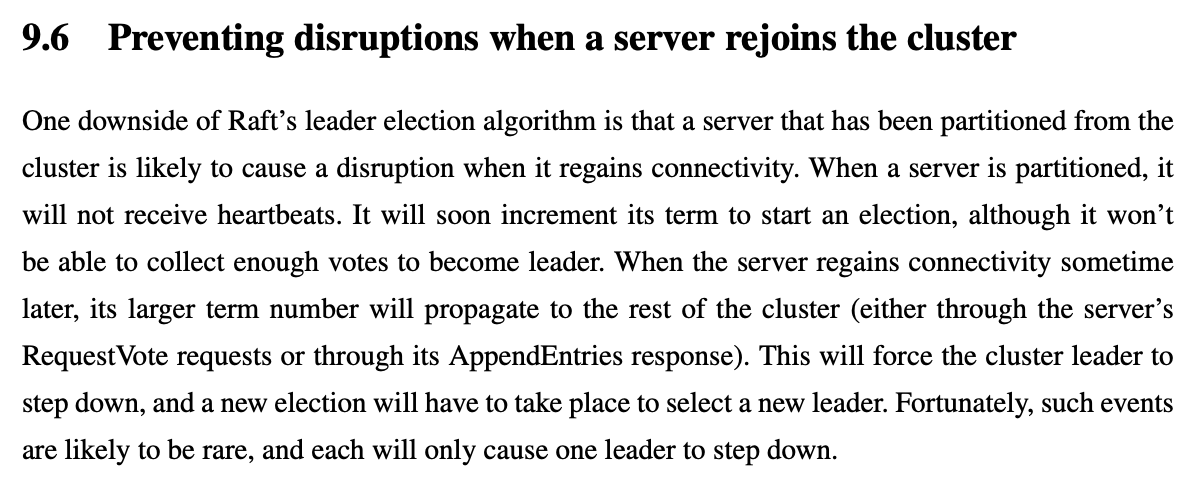 9.6 Preventing disruptions when a server rejoins the cluster
One downside of Raft’s leader election algorithm is that a server that has been partitioned from the
cluster is likely to cause a disruption when it regains connectivity. When a server is partitioned, it
will not receive heartbeats. It will soon increment its term to start an election, although it won’t
be able to collect enough votes to become leader. When the server regains connectivity sometime
later, its larger term number will propagate to the rest of the cluster (either through the server’s
RequestVote requests or through its AppendEntries response). This will force the cluster leader to
step down, and a new election will have to take place to select a new leader. Fortunately, such events
are likely to be rare, and each will only cause one leader to step down.